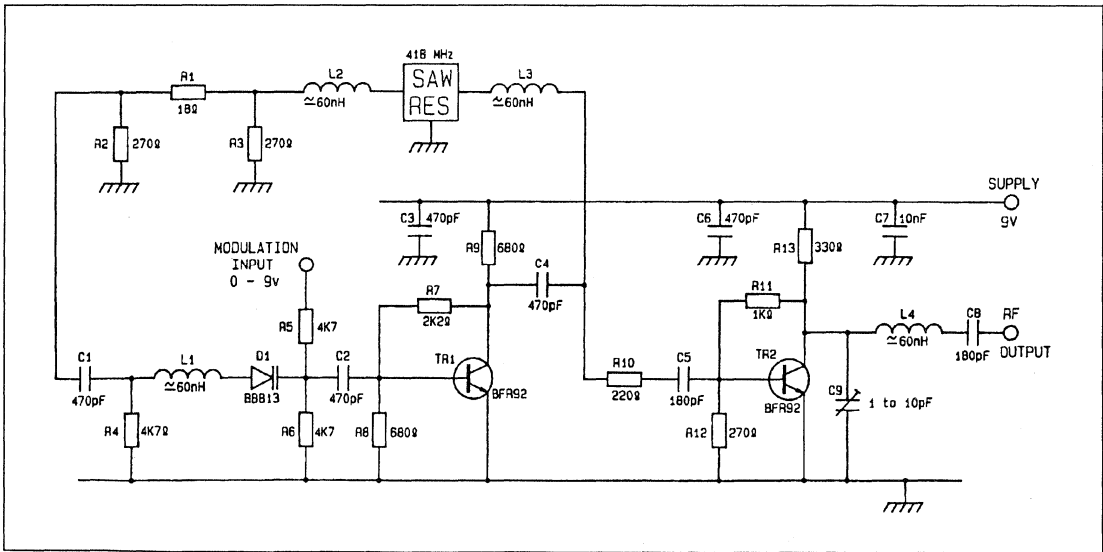 418 MHz
SAW
RES
R1
18Ω
L2
≃60nH
L3
≃60nH
R2
270Ω
R3
270Ω
SUPPLY
9V
C3
470pF
R9
680Ω
C6
470pF
R13
330Ω
C7
10nF
MODULATION
INPUT
0 - 9v
R7
2K2Ω
C4
470pF
R11
1KΩ
R5
4K7
L4
≃60nH
C8
180pF
RF
OUTPUT
C1
470pF
L1
≃60nH
D1
BBB13
C2
470pF
TR1
BFR92
R10
220Ω
C5
180pF
TR2
BFR92
C9
1 to 10pF
R4
4K7Ω
R6
4K7
R8
680Ω
R12
270Ω